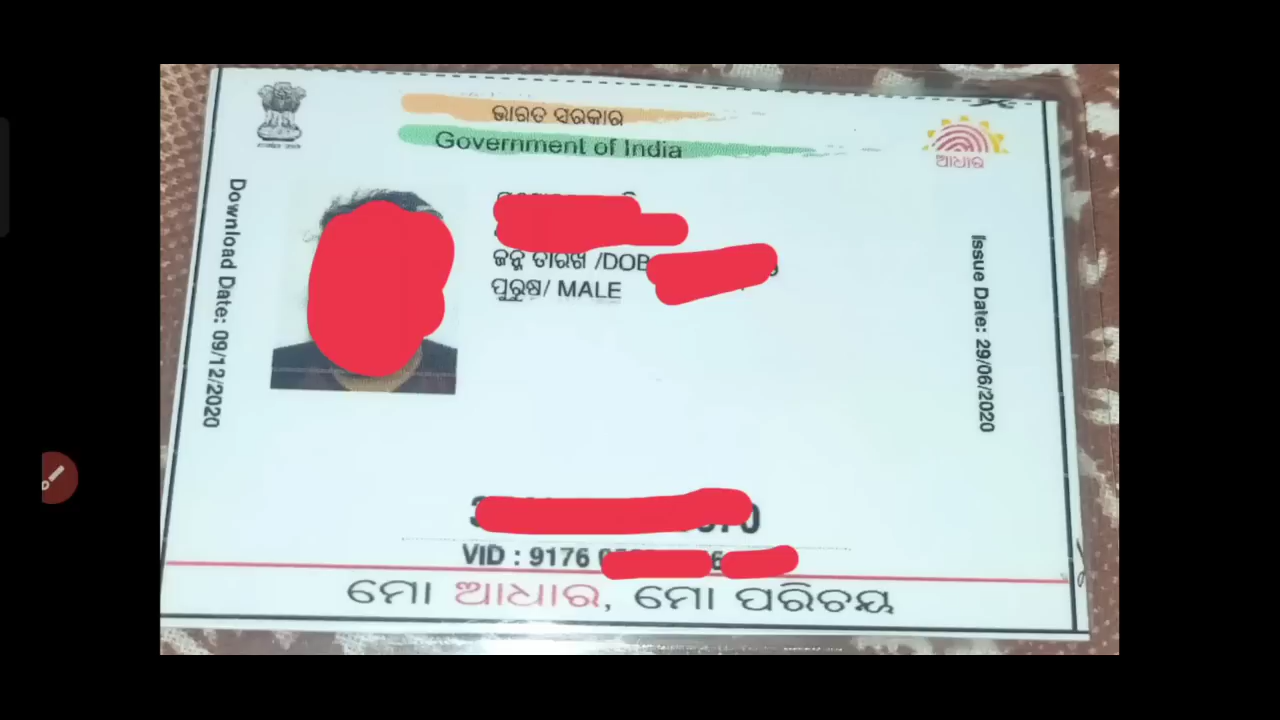 ଭାରତ ସରକାର
Government of India
ଆଧାର
Download Date: 09/12/2020
ଜନ୍ମ ତାରିଖ /DOB
ପୁରୁଷ/ MALE
Issue Date: 29/06/2020
VID : 9176
ମୋ ଆଧାର, ମୋ ପରିଚୟ